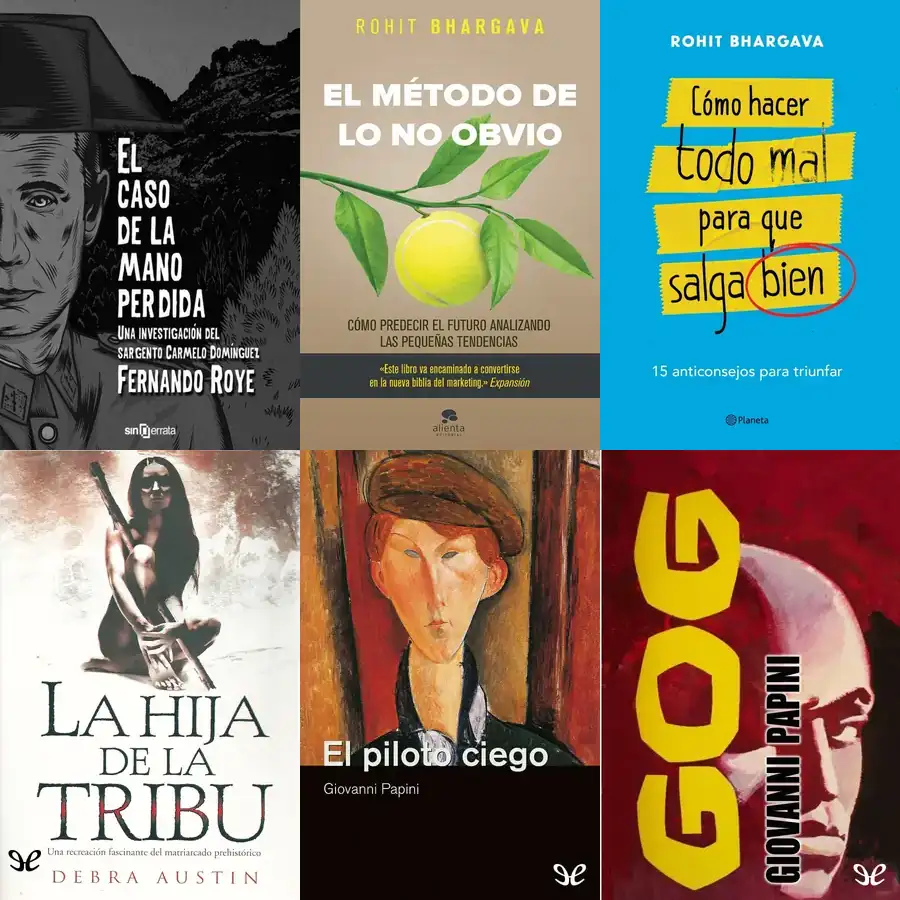 EL
CASO
DE LA
MANO
PERDIDA
UNA INVESTIGACIÓN DEL
SARGENTO CARMELO DOMÍNGUEZ
FERNANDO ROYE
sin errata
ROHIT BHARGAVA
EL MÉTODO DE
LO NO OBVIO
CÓMO PREDECIR EL FUTURO ANALIZANDO
LAS PEQUEÑAS TENDENCIAS
«Este libro va encaminado a convertirse
en la nueva biblia del marketing.» Expansión
alienta
EDITORIAL
ROHIT BHARGAVA
Cómo hacer
todo mal
para que
salga bien
15 anticonsejos para triunfar
Planeta
LA HIJA
DE LA
TRIBU
Una recreación fascinante del matriarcado prehistórico
DEBRA AUSTIN
El piloto ciego
Giovanni Papini
GOG
GIOVANNI PAPINI